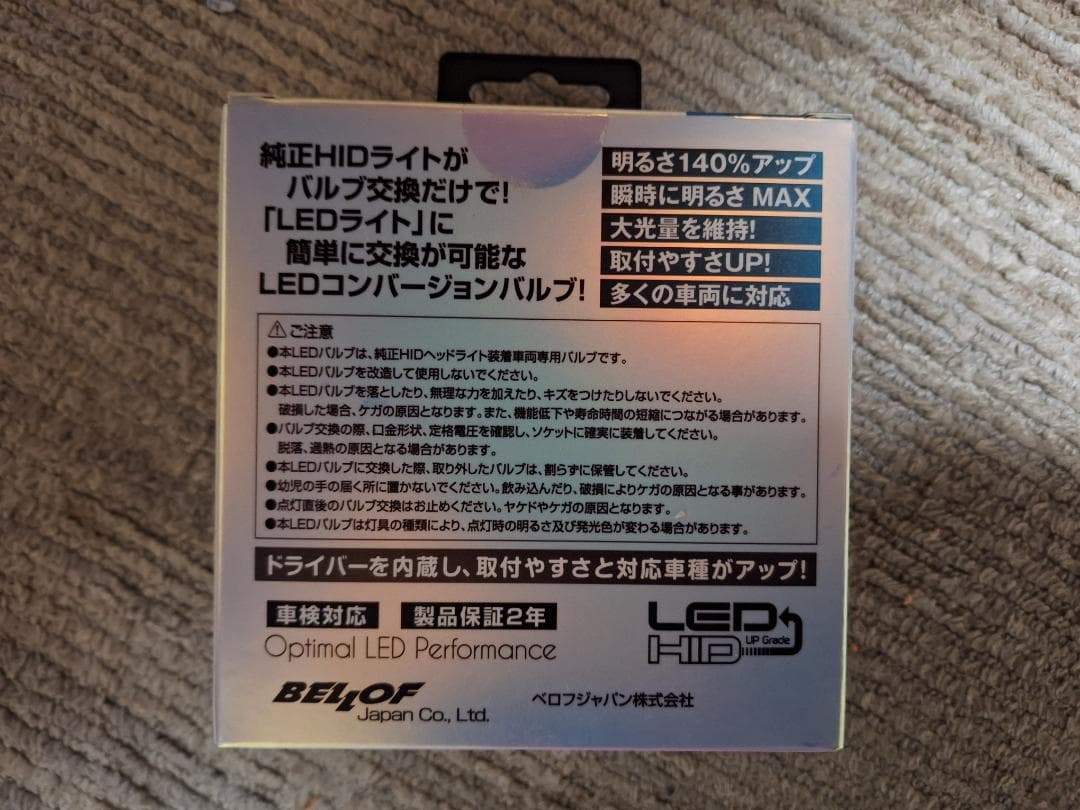 純正HIDライトが
バルブ交換だけで!
「LEDライト」に
簡単に交換が可能な
LEDコンバージョンバルブ!
明るさ140%アップ
瞬時に明るさ MAX
大光量を維持!
取付やすさUP!
多くの車両に対応
⚠ご注意
●本LEDバルブは、純正HIDヘッドライト装着車両専用バルブです。
●本LEDバルブを改造して使用しないでください。
●本LEDバルブを落としたり、無理な力を加えたり、キズをつけたりしないでください。
破損した場合、ケガの原因となります。また、機能低下や寿命時間の短縮につながる場合があります。
●バルブ交換の際、口金形状、定格電圧を確認し、ソケットに確実に装着してください。
脱落、過熱の原因となる場合があります。
●本LEDバルブに交換した際、取り外したバルブは、割らずに保管してください。
●幼児の手の届く所に置かないでください。飲み込んだり、破損によりケガの原因となる事があります。
●点灯直後のバルブ交換はお止めください。ヤケドやケガの原因となります。
●本LEDバルブは灯具の種類により、点灯時の明るさ及び発光色が変わる場合があります。
ドライバーを内蔵し、取付やすさと対応車種がアップ!
車検対応 製品保証2年
Optimal LED Performance
LED
HID UP Grade
BELLOF
Japan Co., Ltd.
ベロフジャパン株式会社